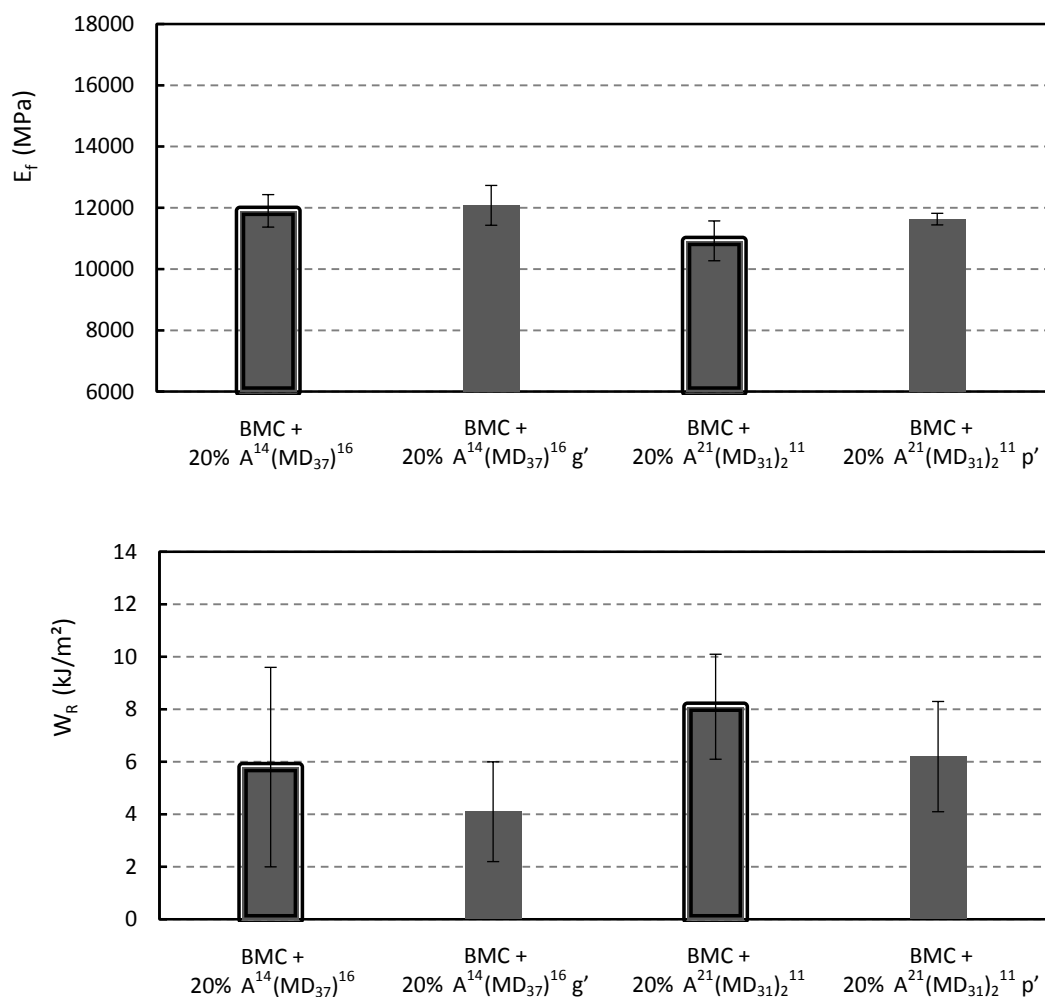 18000
16000
14000
12000
10000
8000
6000
E_f (MPa)
BMC + BMC + BMC + BMC +
20% A^14(MD_37)^16 20% A^14(MD_37)^16 g’ 20% A^21(MD_31)_2^11 20% A^21(MD_31)_2^11 p’
14
12
10
8
6
4
2
0
W_R (kJ/m²)
BMC + BMC + BMC + BMC +
20% A^14(MD_37)^16 20% A^14(MD_37)^16 g’ 20% A^21(MD_31)_2^11 20% A^21(MD_31)_2^11 p’